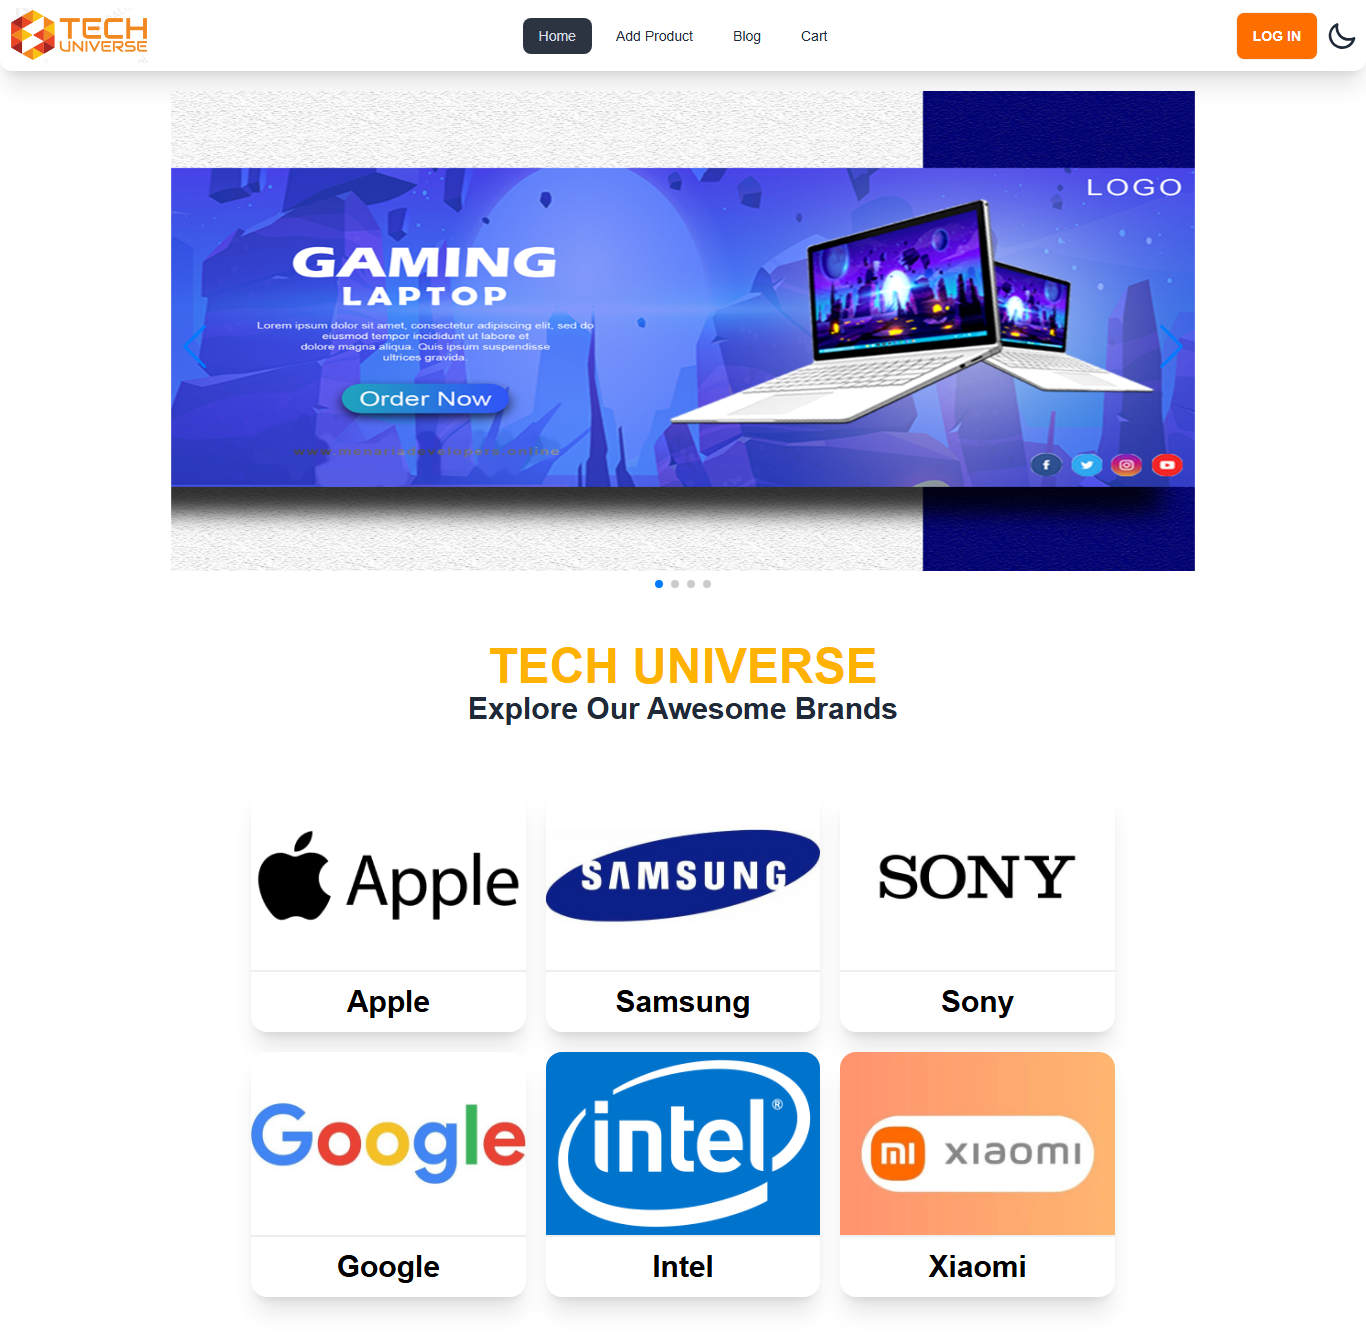 TECH
UNIVERSE
Home
Add Product
Blog
Cart
LOG IN
LOGO
GAMING
LAPTOP
Lorem ipsum dolor sit amet, consectetur adipiscing elit, sed do
eiusmod tempor incididunt ut labore et
dolore magna aliqua. Quis ipsum suspendisse
ultrices gravida.
Order Now
TECH UNIVERSE
Explore Our Awesome Brands
Apple
SAMSUNG
SONY
Apple
Samsung
Sony
Google
intel®
mi xiaomi
Google
Intel
Xiaomi